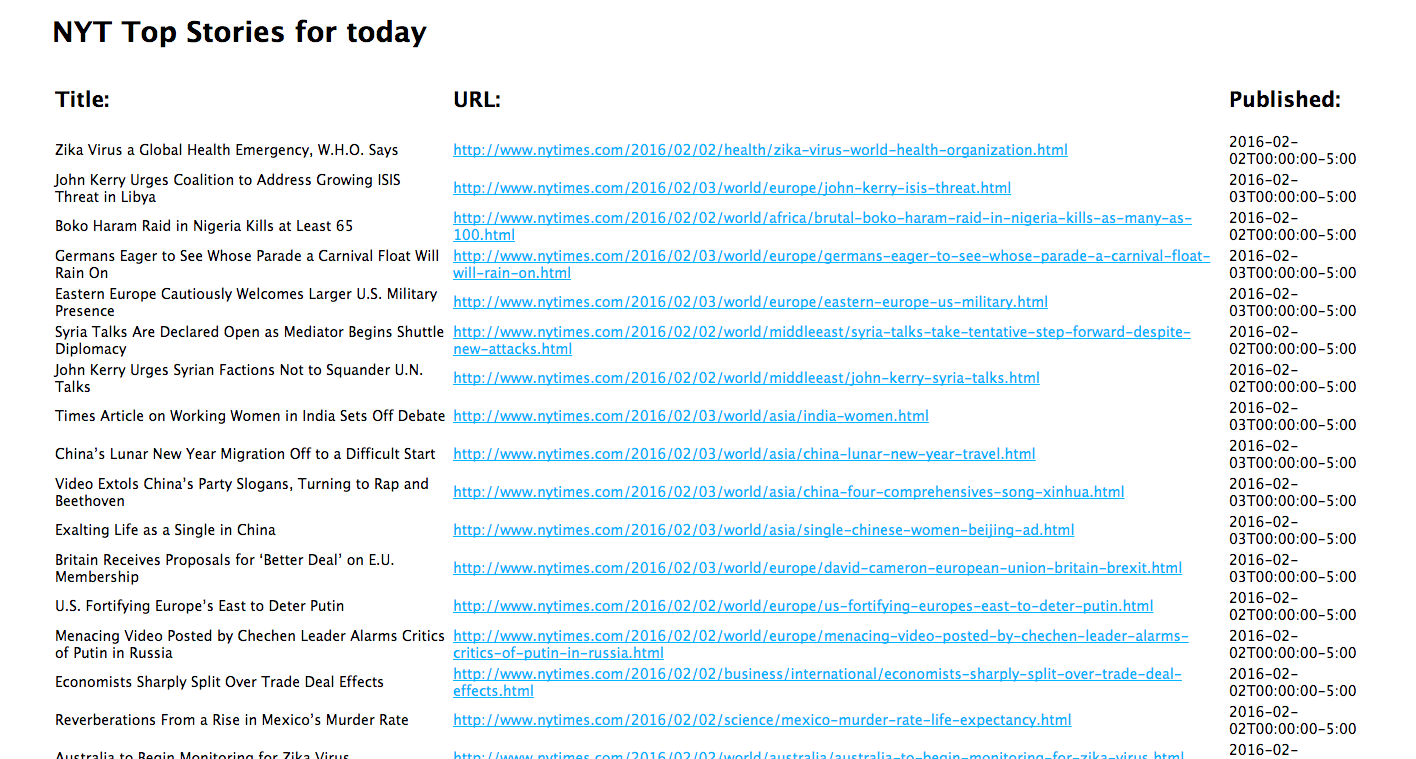 NYT Top Stories for today
Title: URL: Published:
Zika Virus a Global Health Emergency, W.H.O. Says
http://www.nytimes.com/2016/02/02/health/zika-virus-world-health-organization.html
2016-02-
02T00:00:00-5:00
John Kerry Urges Coalition to Address Growing ISIS
Threat in Libya
http://www.nytimes.com/2016/02/03/world/europe/john-kerry-isis-threat.html
2016-02-
03T00:00:00-5:00
Boko Haram Raid in Nigeria Kills at Least 65
http://www.nytimes.com/2016/02/02/world/africa/brutal-boko-haram-raid-in-nigeria-kills-as-many-as-
100.html
2016-02-
02T00:00:00-5:00
Germans Eager to See Whose Parade a Carnival Float Will
Rain On
http://www.nytimes.com/2016/02/03/world/europe/germans-eager-to-see-whose-parade-a-carnival-float-
will-rain-on.html
2016-02-
03T00:00:00-5:00
Eastern Europe Cautiously Welcomes Larger U.S. Military
Presence
http://www.nytimes.com/2016/02/03/world/europe/eastern-europe-us-military.html
2016-02-
03T00:00:00-5:00
Syria Talks Are Declared Open as Mediator Begins Shuttle
Diplomacy
http://www.nytimes.com/2016/02/02/world/middleeast/syria-talks-take-tentative-step-forward-despite-
new-attacks.html
2016-02-
02T00:00:00-5:00
John Kerry Urges Syrian Factions Not to Squander U.N.
Talks
http://www.nytimes.com/2016/02/02/world/middleeast/john-kerry-syria-talks.html
2016-02-
02T00:00:00-5:00
Times Article on Working Women in India Sets Off Debate
http://www.nytimes.com/2016/02/03/world/asia/india-women.html
2016-02-
03T00:00:00-5:00
China’s Lunar New Year Migration Off to a Difficult Start
http://www.nytimes.com/2016/02/03/world/asia/china-lunar-new-year-travel.html
2016-02-
03T00:00:00-5:00
Video Extols China’s Party Slogans, Turning to Rap and
Beethoven
http://www.nytimes.com/2016/02/03/world/asia/china-four-comprehensives-song-xinhua.html
2016-02-
03T00:00:00-5:00
Exalting Life as a Single in China
http://www.nytimes.com/2016/02/03/world/asia/single-chinese-women-beijing-ad.html
2016-02-
03T00:00:00-5:00
Britain Receives Proposals for ‘Better Deal’ on E.U.
Membership
http://www.nytimes.com/2016/02/03/world/europe/david-cameron-european-union-britain-brexit.html
2016-02-
03T00:00:00-5:00
U.S. Fortifying Europe’s East to Deter Putin
http://www.nytimes.com/2016/02/02/world/europe/us-fortifying-europes-east-to-deter-putin.html
2016-02-
02T00:00:00-5:00
Menacing Video Posted by Chechen Leader Alarms Critics
of Putin in Russia
http://www.nytimes.com/2016/02/02/world/europe/menacing-video-posted-by-chechen-leader-alarms-
critics-of-putin-in-russia.html
2016-02-
02T00:00:00-5:00
Economists Sharply Split Over Trade Deal Effects
http://www.nytimes.com/2016/02/02/business/international/economists-sharply-split-over-trade-deal-
effects.html
2016-02-
02T00:00:00-5:00
Reverberations From a Rise in Mexico’s Murder Rate
http://www.nytimes.com/2016/02/02/science/mexico-murder-rate-life-expectancy.html
2016-02-
02T00:00:00-5:00
Australia to Begin Monitoring for Zika Virus
http://www.nytimes.com/2016/02/02/world/australia/australia-to-begin-monitoring-for-zika-virus.html
2016-02-